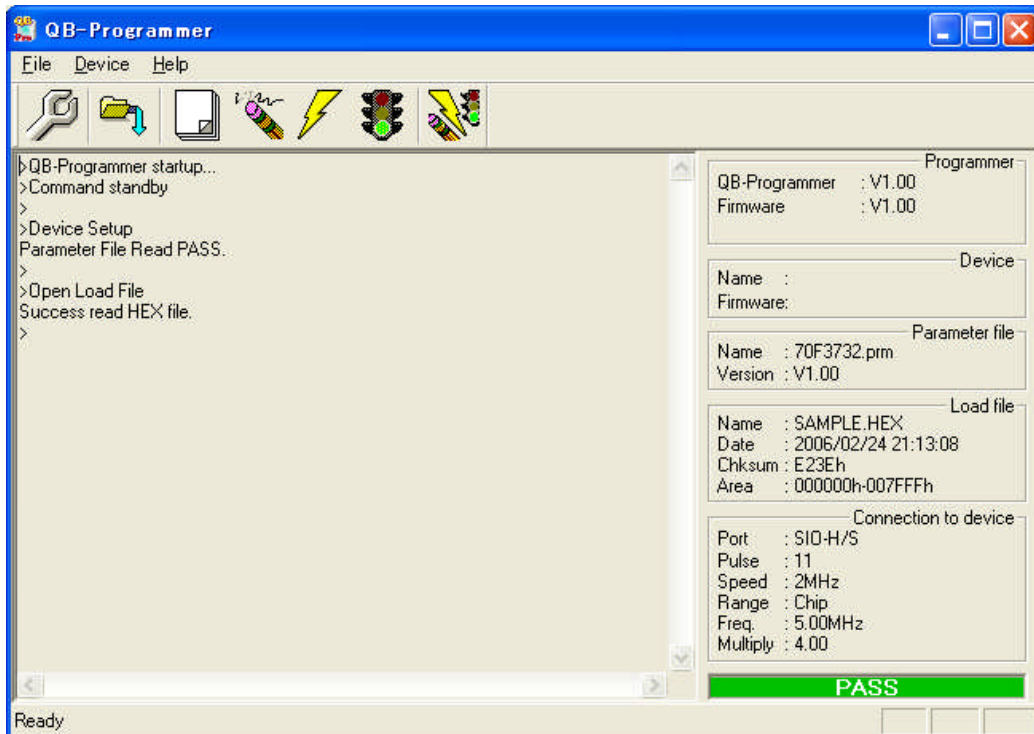 QB-Programmer
File Device Help
>QB-Programmer startup...
>Command standby
>
>Device Setup
Parameter File Read PASS.
>
>Open Load File
Success read HEX file.
>
Programmer
QB-Programmer : V1.00
Firmware : V1.00
Device
Name :
Firmware:
Parameter file
Name : 70F3732.prm
Version : V1.00
Load file
Name : SAMPLE.HEX
Date : 2006/02/24 21:13:08
Chksum : E23Eh
Area : 000000h-007FFFh
Connection to device
Port : SIO-H/S
Pulse : 11
Speed : 2MHz
Range : Chip
Freq. : 5.00MHz
Multiply : 4.00
PASS
Ready